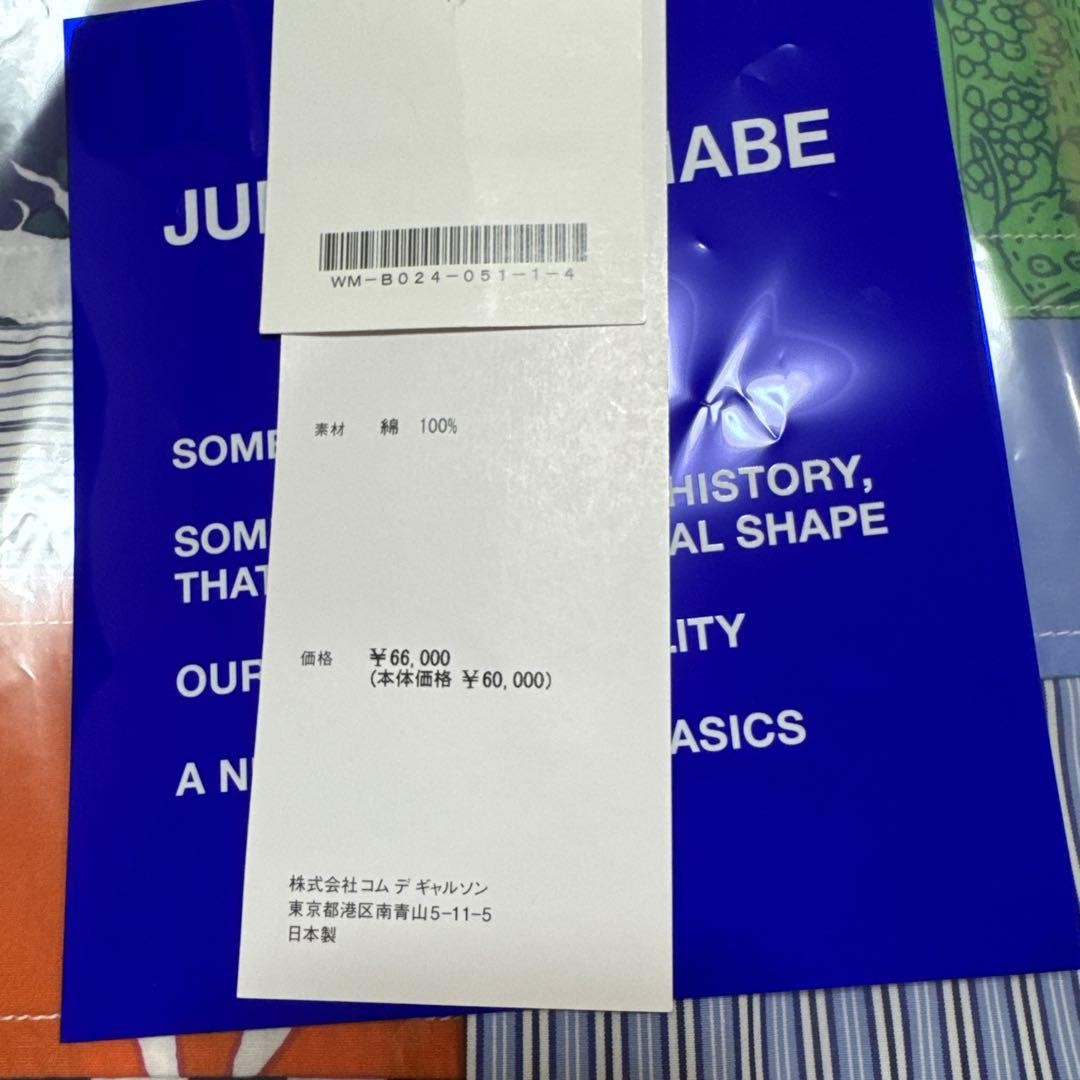 JU
ABE
WM-B024-051-1-4
素材 綿 100%
SOME
HISTORY,
SOM
AL SHAPE
THAT
価格 ¥66,000
(本体価格 ¥60,000)
OUR
LITY
A N
ASICS
株式会社コム デ ギャルソン
東京都港区南青山5-11-5
日本製